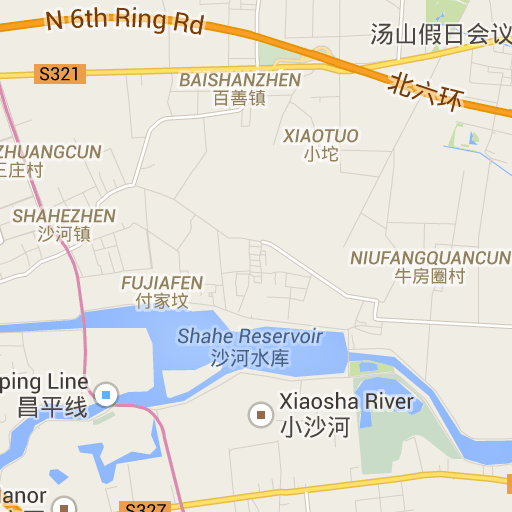 N 6th Ring Rd
汤山假日会议
S321
BAISHANZHEN
百善镇
北六环
XIAOTUO
小坨
ZHUANGCUN
王庄村
SHAHEZHEN
沙河镇
NIUFANGQUANCUN
牛房圈村
FUJIAFEN
付家坟
Shahe Reservoir
沙河水库
ping Line
昌平线
Xiaosha River
小沙河
Manor
S327